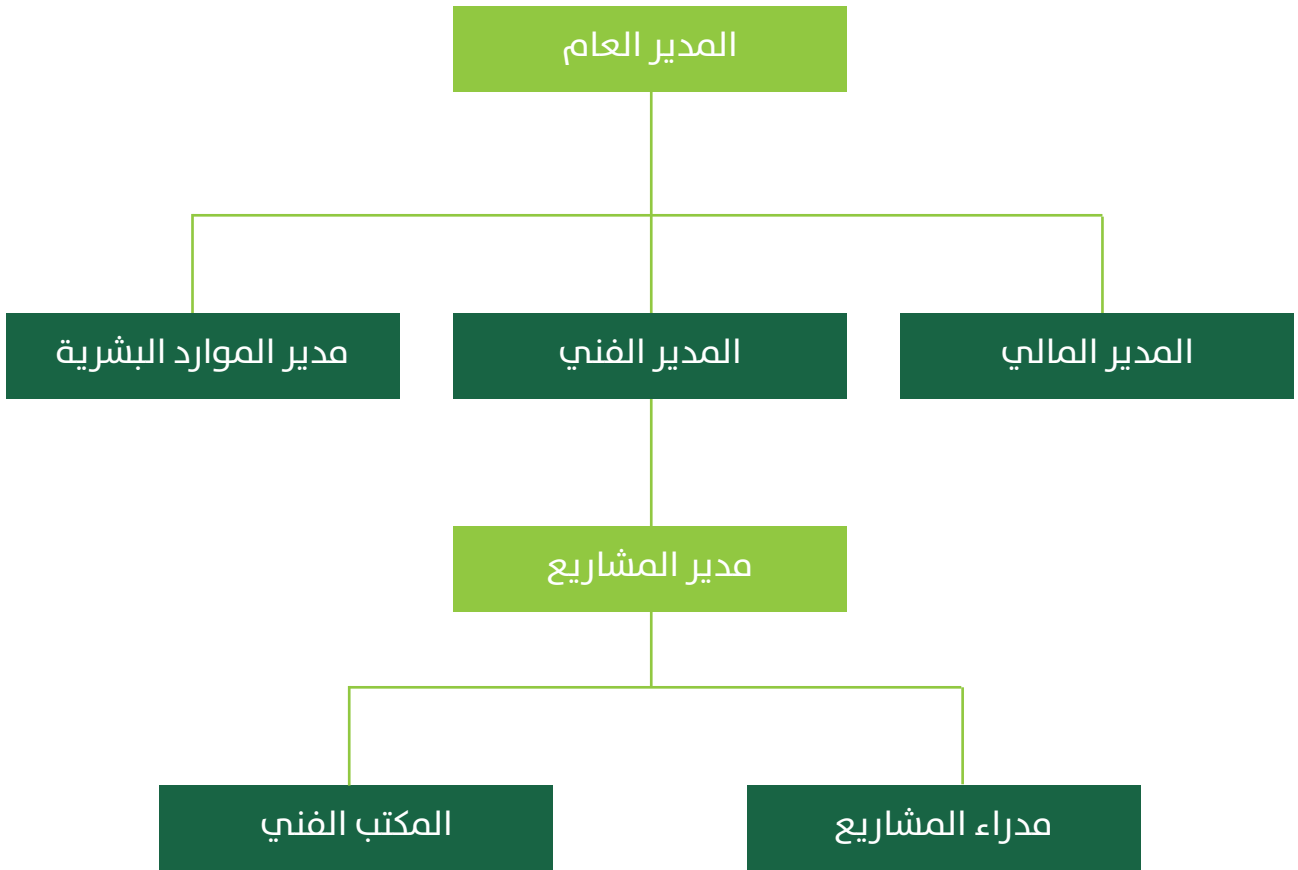 المدير العام
المدير المالي
المدير الفني
مدير الموارد البشرية
مدير المشاريع
مدراء المشاريع
المكتب الفني